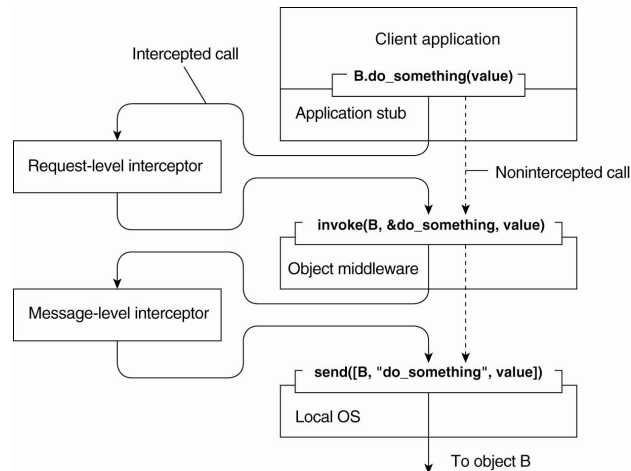 Client application
Intercepted call
B.do_something(value)
Application stub
Request-level interceptor
Nonintercepted call
invoke(B, &do_something, value)
Object middleware
Message-level interceptor
send([B, "do_something", value])
Local OS
To object B